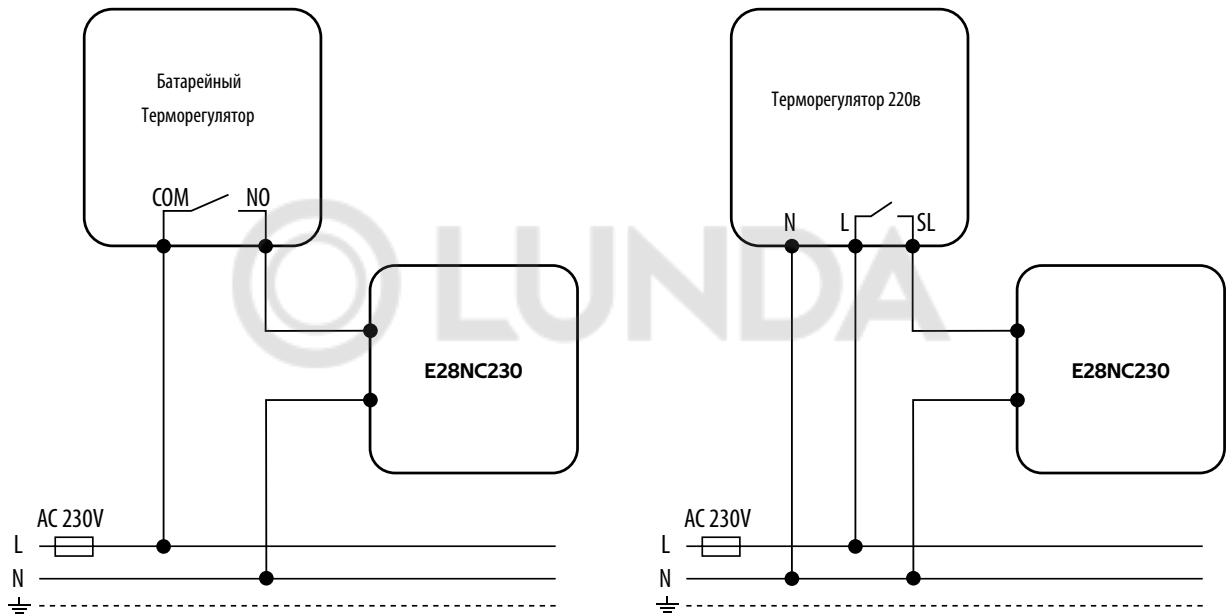 Батарейный
Терморегулятор
COM NO
E28NC230
AC 230V
L
N
Терморегулятор 220в
N L SL
E28NC230
AC 230V
L
N
LUNDA